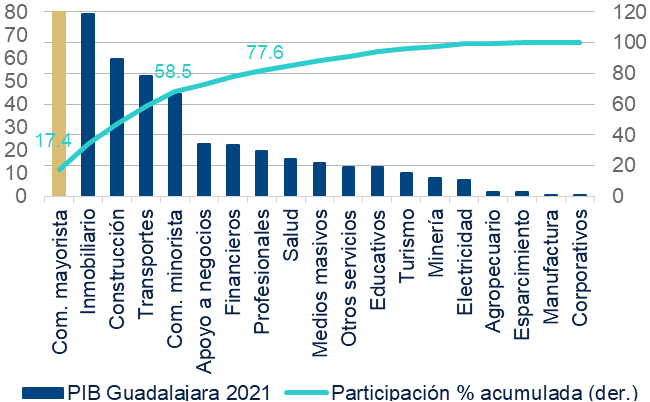 80
70
60
50
40
30
20
10
0
120
100
80
60
40
20
0
17.4
58.5
77.6
Com. mayorista
Inmobiliario
Construcción
Transportes
Com. minorista
Apoyo a negocios
Financieros
Profesionales
Salud
Medios masivos
Otros servicios
Educativos
Turismo
Minería
Electricidad
Agropecuario
Esparcimiento
Manufactura
Corporativos
PIB Guadalajara 2021
Participación % acumulada (der.)